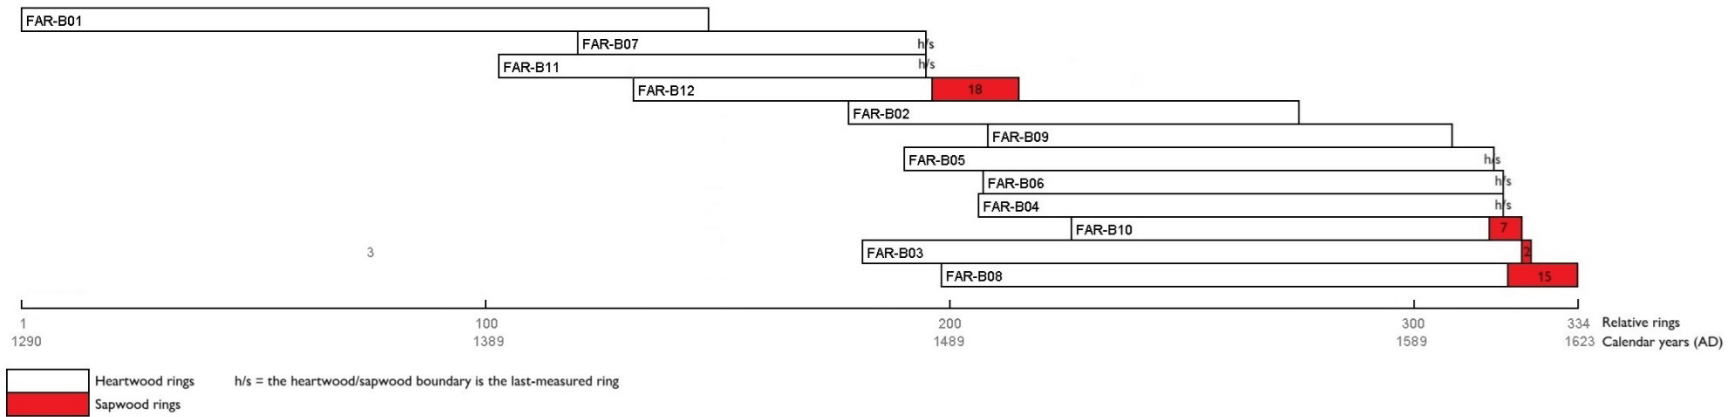 FAR-B01
FAR-B07 h/s
FAR-B11 h/s
FAR-B12 18
FAR-B02
FAR-B09
FAR-B05 h/s
FAR-B06 h/s
FAR-B04 h/s
FAR-B10 7
3 FAR-B03 2
FAR-B08 15
1 100 200 300 334 Relative rings
1290 1389 1489 1589 1623 Calendar years (AD)
Heartwood rings h/s = the heartwood/sapwood boundary is the last-measured ring
Sapwood rings